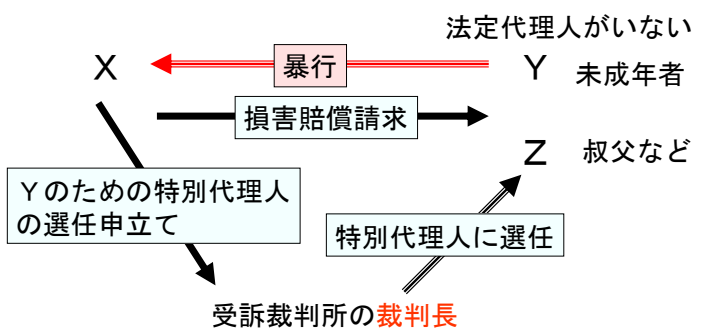 法定代理人がいない
X
暴行
Y
未成年者
損害賠償請求
Z
叔父など
Yのための特別代理人
の選任申立て
特別代理人に選任
受訴裁判所の裁判長